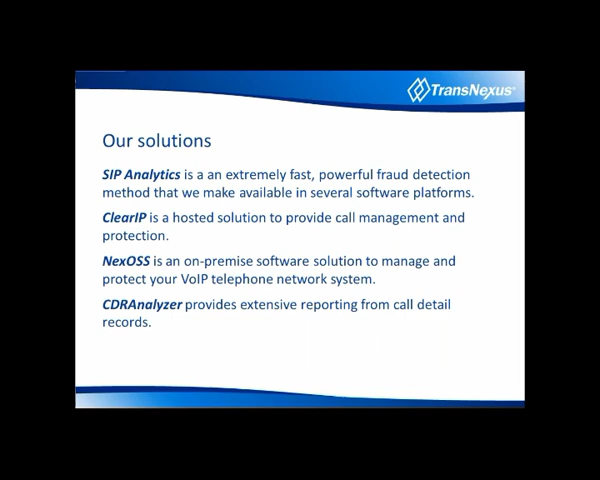 TransNexus
Our solutions
SIP Analytics is a an extremely fast, powerful fraud detection
method that we make available in several software platforms.
ClearIP is a hosted solution to provide call management and
protection.
NexOSS is an on-premise software solution to manage and
protect your VoIP telephone network system.
CDRAnalyzer provides extensive reporting from call detail
records.